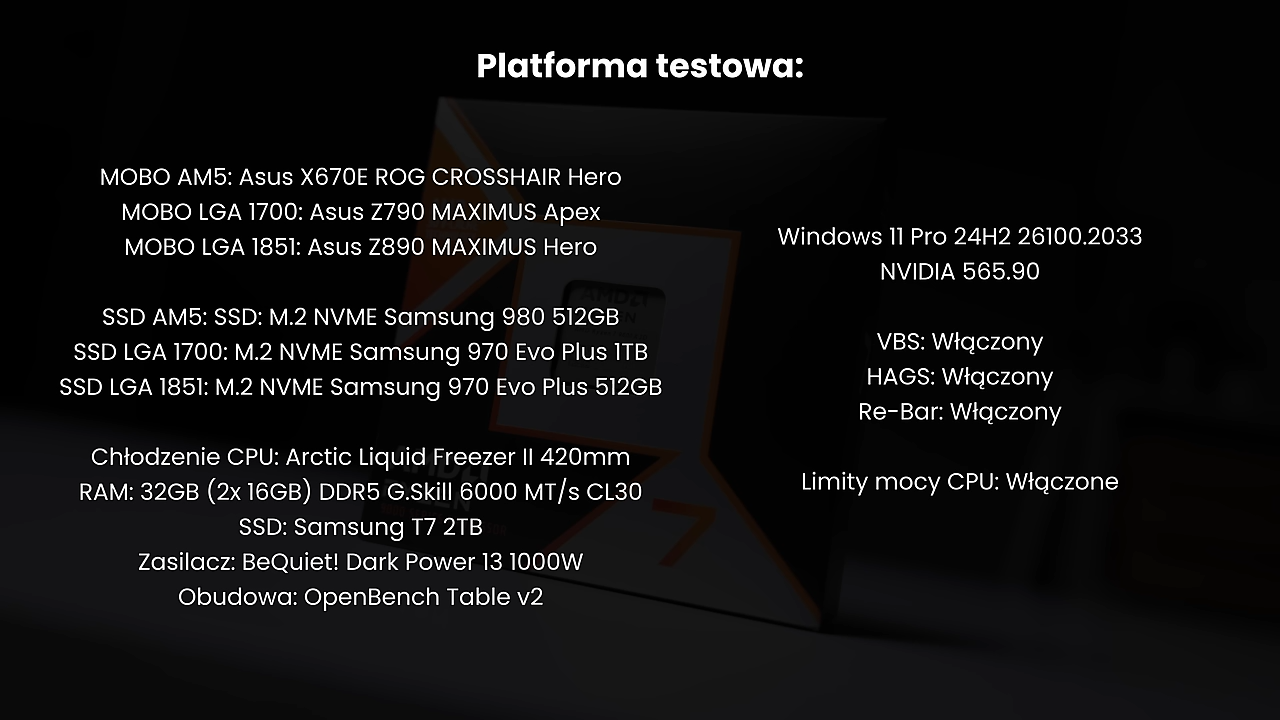 Platforma testowa:
MOBO AM5: Asus X670E ROG CROSSHAIR Hero
MOBO LGA 1700: Asus Z790 MAXIMUS Apex
MOBO LGA 1851: Asus Z890 MAXIMUS Hero
SSD AM5: SSD: M.2 NVME Samsung 980 512GB
SSD LGA 1700: M.2 NVME Samsung 970 Evo Plus 1TB
SSD LGA 1851: M.2 NVME Samsung 970 Evo Plus 512GB
Chłodzenie CPU: Arctic Liquid Freezer II 420mm
RAM: 32GB (2x 16GB) DDR5 G.Skill 6000 MT/s CL30
SSD: Samsung T7 2TB
Zasilacz: BeQuiet! Dark Power 13 1000W
Obudowa: OpenBench Table v2
Windows 11 Pro 24H2 26100.2033
NVIDIA 565.90
VBS: Włączony
HAGS: Włączony
Re-Bar: Włączony
Limity mocy CPU: Włączone
7